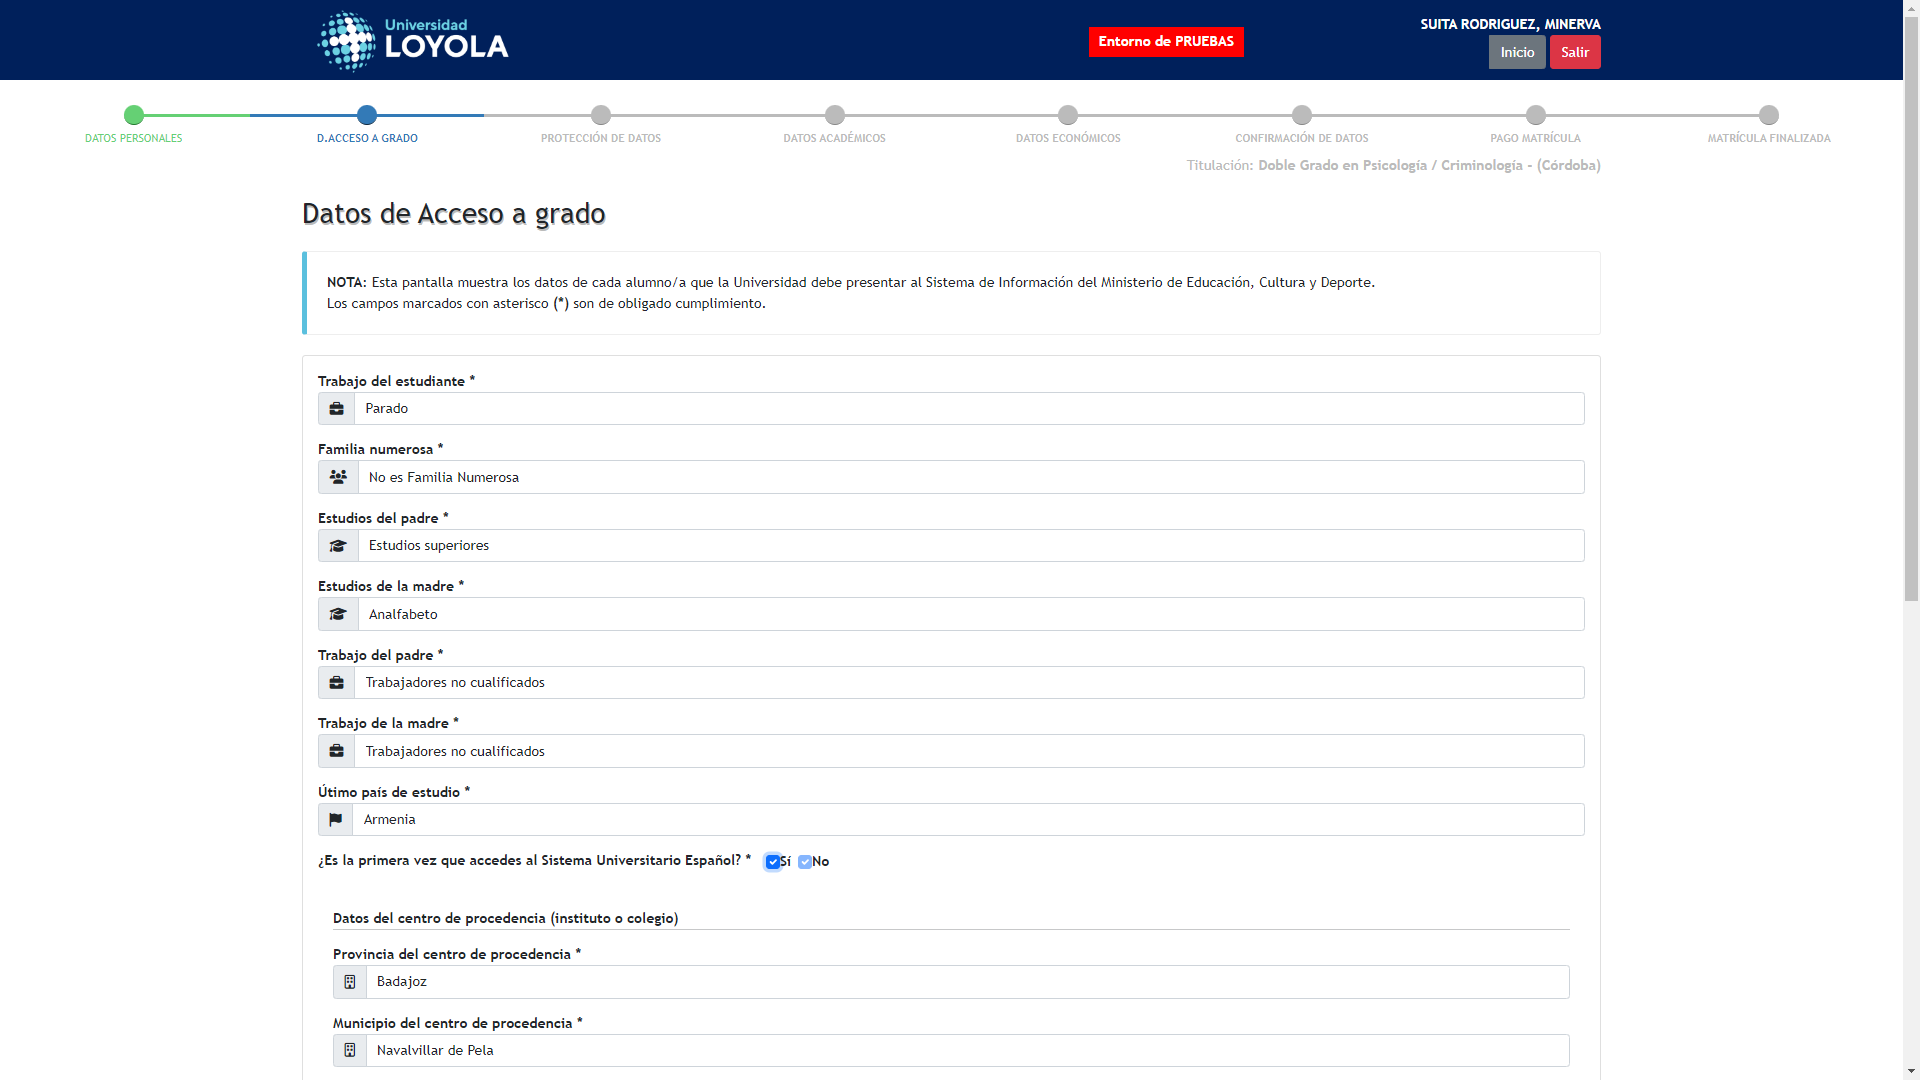 Universidad
LOYOLA
Entorno de PRUEBAS
SUITA RODRIGUEZ, MINERVA
Inicio
Salir
DATOS PERSONALES
D.ACCESO A GRADO
PROTECCIÓN DE DATOS
DATOS ACADÉMICOS
DATOS ECONÓMICOS
CONFIRMACIÓN DE DATOS
PAGO MATRÍCULA
MATRÍCULA FINALIZADA
Titulación: Doble Grado en Psicología / Criminología - (Córdoba)
Datos de Acceso a grado
NOTA: Esta pantalla muestra los datos de cada alumno/a que la Universidad debe presentar al Sistema de Información del Ministerio de Educación, Cultura y Deporte.
Los campos marcados con asterisco (*) son de obligado cumplimiento.
Trabajo del estudiante *
Parado
Familia numerosa *
No es Familia Numerosa
Estudios del padre *
Estudios superiores
Estudios de la madre *
Analfabeto
Trabajo del padre *
Trabajadores no cualificados
Trabajo de la madre *
Trabajadores no cualificados
Útimo país de estudio *
Armenia
¿Es la primera vez que accedes al Sistema Universitario Español? * Sí No
Datos del centro de procedencia (instituto o colegio)
Provincia del centro de procedencia *
Badajoz
Municipio del centro de procedencia *
Navalvillar de Pela